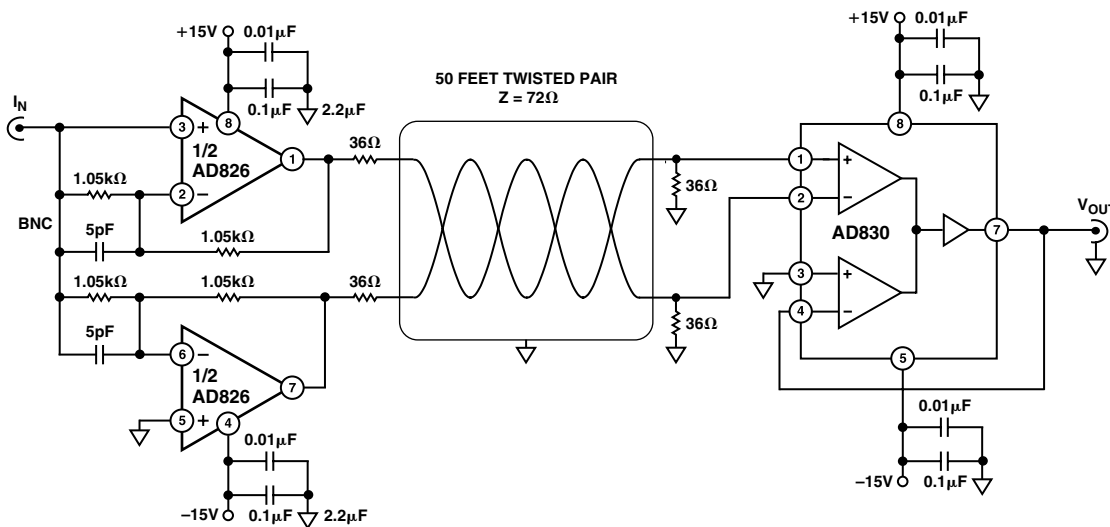 +15V
0.01µF
0.1µF
2.2µF
I_N
3
+
8
1/2
AD826
1
2
−
1.05kΩ
BNC
5pF
1.05kΩ
36Ω
50 FEET TWISTED PAIR
Z = 72Ω
1.05kΩ
1.05kΩ
36Ω
5pF
6
−
1/2
AD826
7
5
+
4
0.01µF
−15V
0.1µF
2.2µF
36Ω
36Ω
+15V
0.01µF
0.1µF
8
1
+
2
−
AD830
3
+
4
−
7
V_OUT
5
0.01µF
−15V
0.1µF